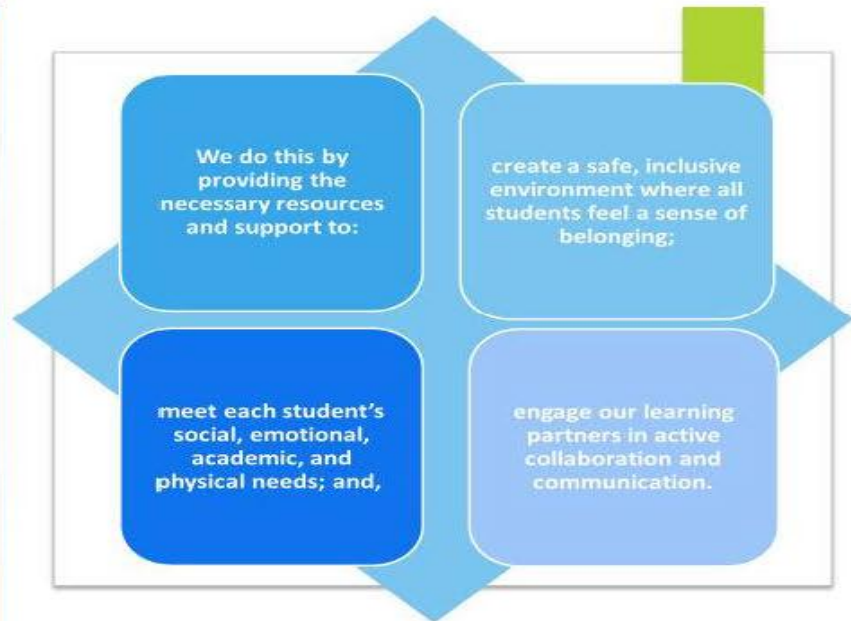 We do this by
providing the
necessary resources
and support to:
create a safe, inclusive
environment where all
students feel a sense of
belonging;
meet each student’s
social, emotional,
academic, and
physical needs; and,
engage our learning
partners in active
collaboration and
communication.